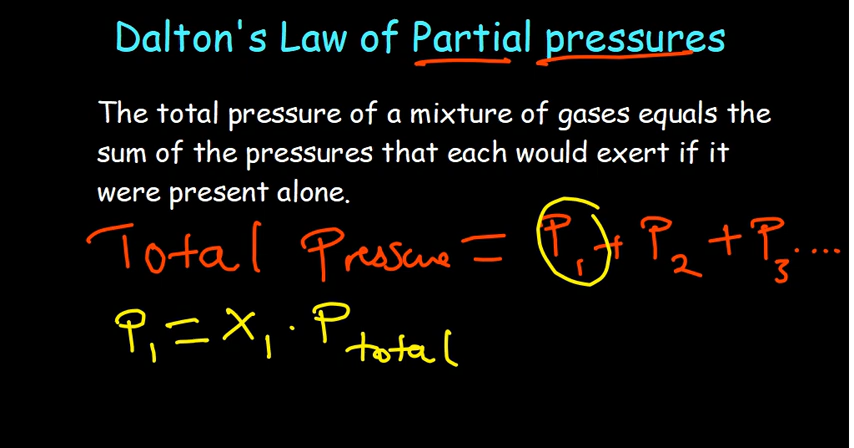 Dalton's Law of Partial pressures
The total pressure of a mixture of gases equals the
sum of the pressures that each would exert if it
were present alone.
Total Pressure = P₁ + P₂ + P₃ ....
P₁ = X₁ · P total